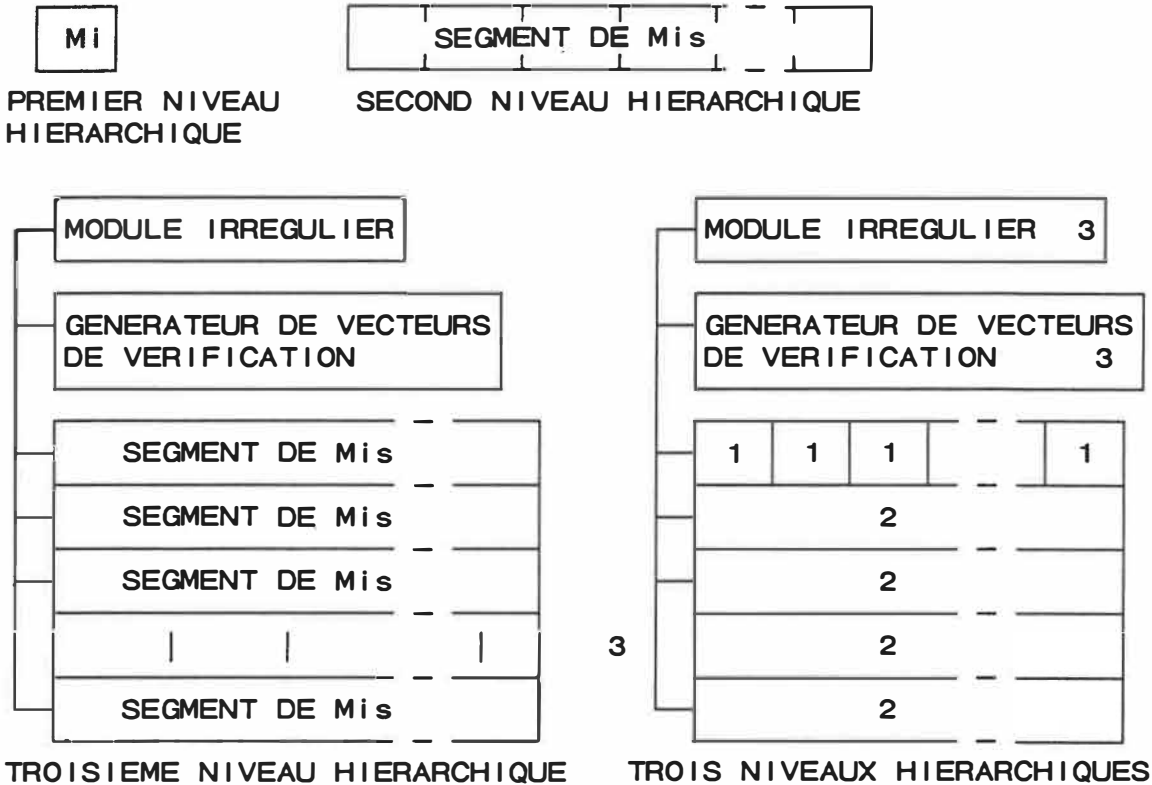 Mi
SEGMENT DE Mis
PREMIER NIVEAU
HIERARCHIQUE
SECOND NIVEAU HIERARCHIQUE
MODULE IRREGULIER
GENERATEUR DE VECTEURS
DE VERIFICATION
SEGMENT DE Mis
SEGMENT DE Mis
SEGMENT DE Mis
SEGMENT DE Mis
TROISIEME NIVEAU HIERARCHIQUE
MODULE IRREGULIER 3
GENERATEUR DE VECTEURS
DE VERIFICATION 3
1 1 1 1
2
2
3 2
2
TROIS NIVEAUX HIERARCHIQUES